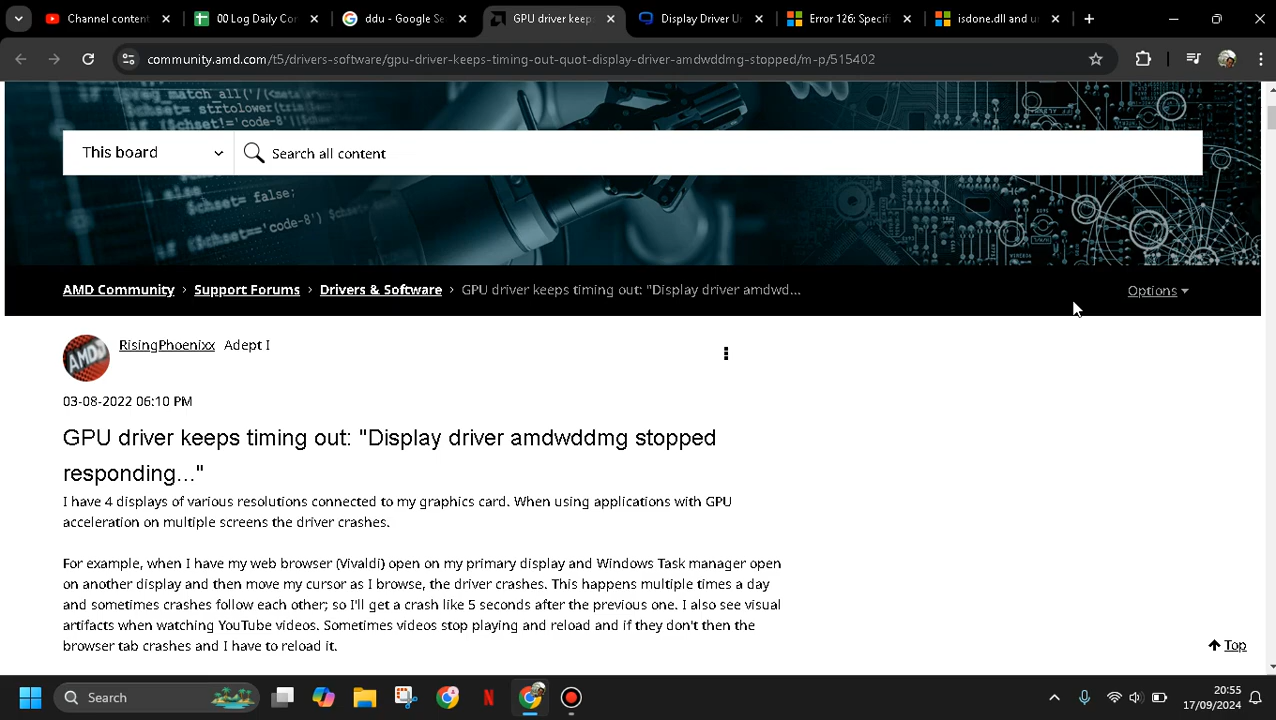 Channel content
00 Log Daily Co
ddu - Google Se
GPU driver keep
Display Driver U
Error 126: Specifi
isdone.dll and u
community.amd.com/t5/drivers-software/gpu-driver-keeps-timing-out-quot-display-driver-amdwddmg-stopped/m-p/515402
This board
Search all content
AMD Community › Support Forums › Drivers & Software › GPU driver keeps timing out: "Display driver amdwd...
Options
RisingPhoenixx Adept I
03-08-2022 06:10 PM
GPU driver keeps timing out: "Display driver amdwddmg stopped
responding..."
I have 4 displays of various resolutions connected to my graphics card. When using applications with GPU
acceleration on multiple screens the driver crashes.
For example, when I have my web browser (Vivaldi) open on my primary display and Windows Task manager open
on another display and then move my cursor as I browse, the driver crashes. This happens multiple times a day
and sometimes crashes follow each other; so I'll get a crash like 5 seconds after the previous one. I also see visual
artifacts when watching YouTube videos. Sometimes videos stop playing and reload and if they don't then the
browser tab crashes and I have to reload it.
Top
Search
20:55
17/09/2024